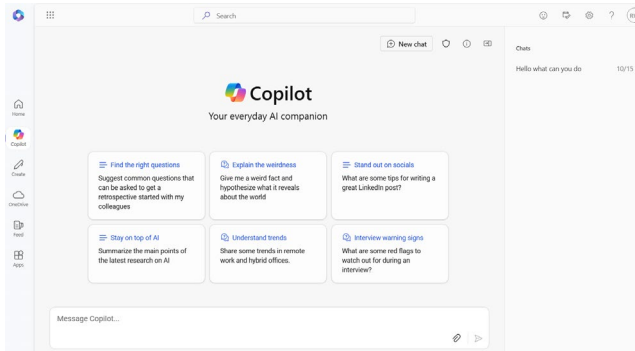 Search
New chat
Chats
Hello what can you do 10/15
Copilot
Your everyday AI companion
Home
Copilot
Create
OneDrive
Feed
Apps
Find the right questions
Suggest common questions that
can be asked to get a
retrospective started with my
colleagues
Explain the weirdness
Give me a weird fact and
hypothesize what it reveals
about the world
Stand out on socials
What are some tips for writing a
great LinkedIn post?
Stay on top of AI
Summarize the main points of
the latest research on AI
Understand trends
Share some trends in remote
work and hybrid offices.
Interview warning signs
What are some red flags to
watch out for during an
interview?
Message Copilot...